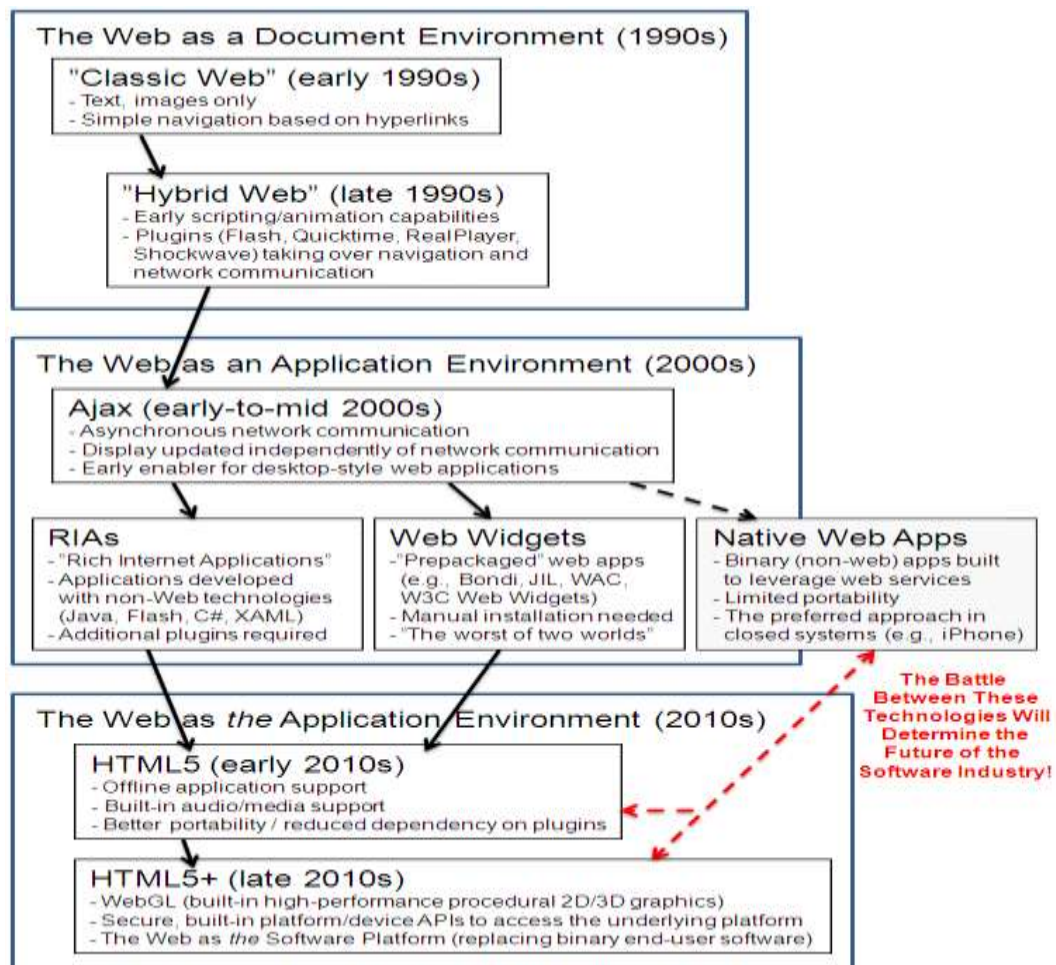 The Web as a Document Environment (1990s)
"Classic Web" (early 1990s)
- Text, images only
- Simple navigation based on hyperlinks
"Hybrid Web" (late 1990s)
- Early scripting/animation capabilities
- Plugins (Flash, Quicktime, RealPlayer,
Shockwave) taking over navigation and
network communication
The Web as an Application Environment (2000s)
Ajax (early-to-mid 2000s)
- Asynchronous network communication
- Display updated independently of network communication
- Early enabler for desktop-style web applications
RIAs
- "Rich Internet Applications"
- Applications developed
with non-Web technologies
(Java, Flash, C#, XAML)
- Additional plugins required
Web Widgets
- "Prepackaged" web apps
(e.g., Bondi, JIL, WAC,
W3C Web Widgets)
- Manual installation needed
- "The worst of two worlds"
Native Web Apps
- Binary (non-web) apps built
to leverage web services
- Limited portability
- The preferred approach in
closed systems (e.g., iPhone)
The Battle
Between These
Technologies Will
Determine the
Future of the
Software Industry!
The Web as the Application Environment (2010s)
HTML5 (early 2010s)
- Offline application support
- Built-in audio/media support
- Better portability / reduced dependency on plugins
HTML5+ (late 2010s)
- WebGL (built-in high-performance procedural 2D/3D graphics)
- Secure, built-in platform/device APIs to access the underlying platform
- The Web as the Software Platform (replacing binary end-user software)